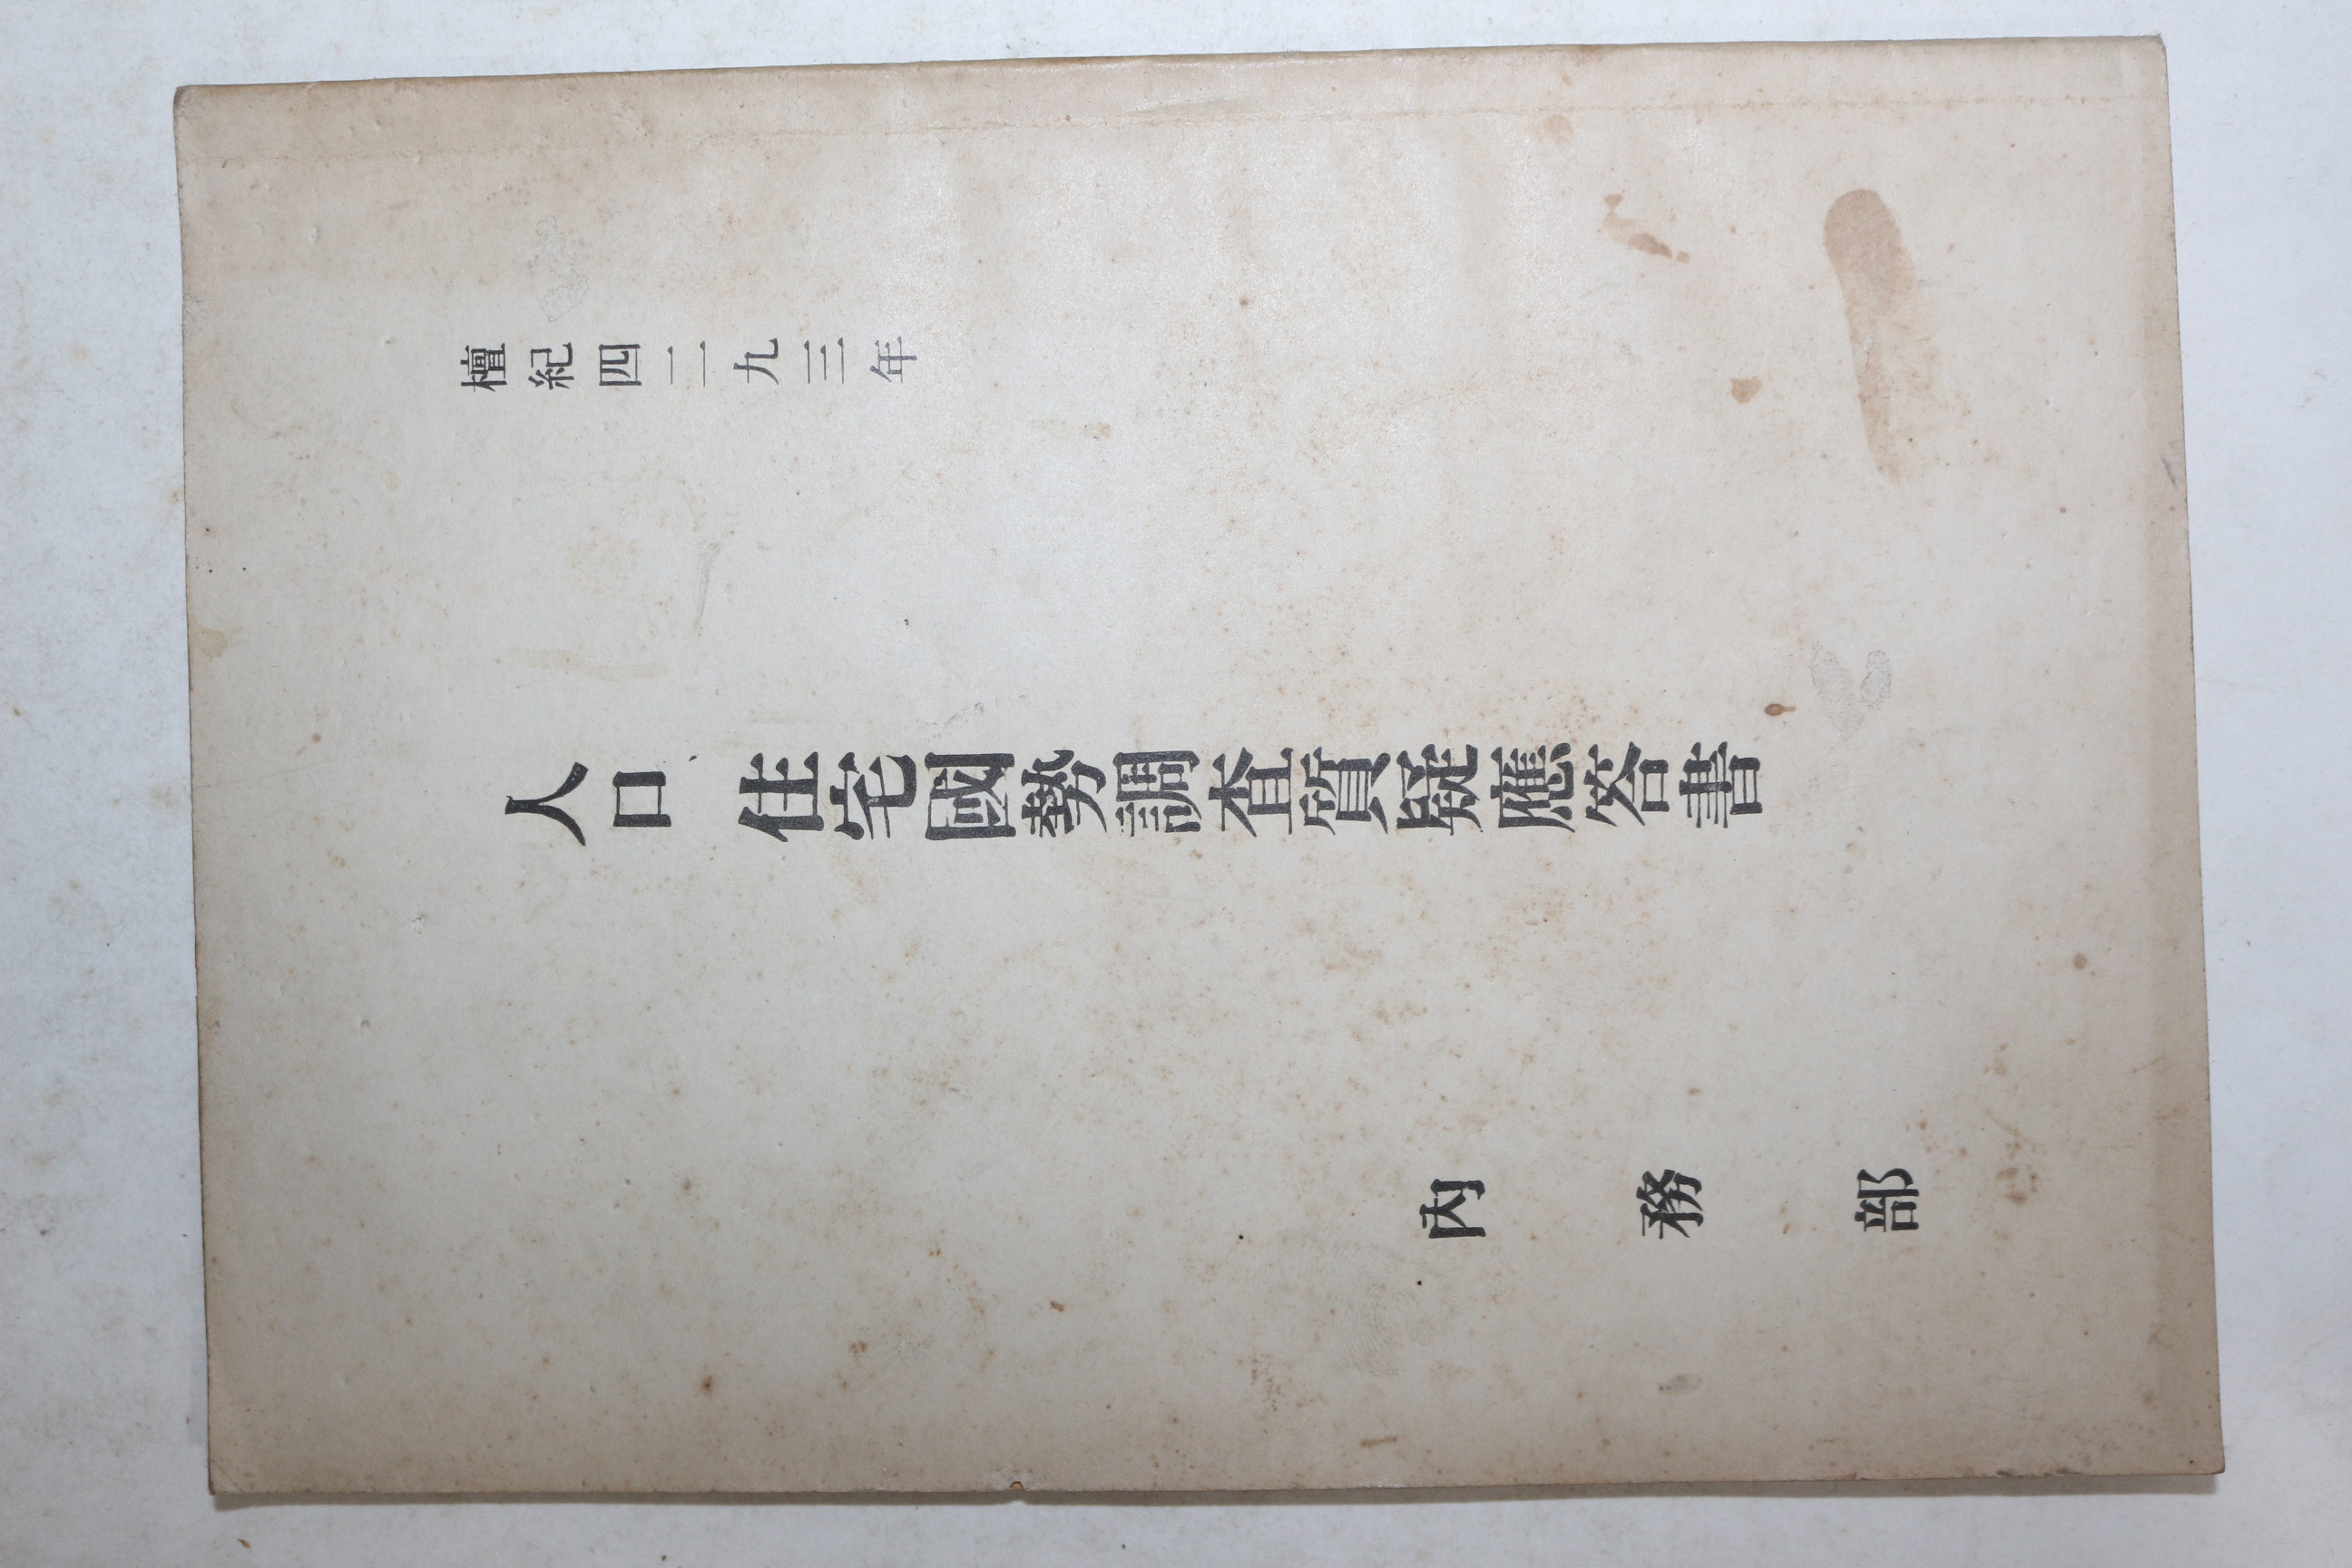 檀紀四二九三年
人口 住宅國勢調査質疑應答書
內務部